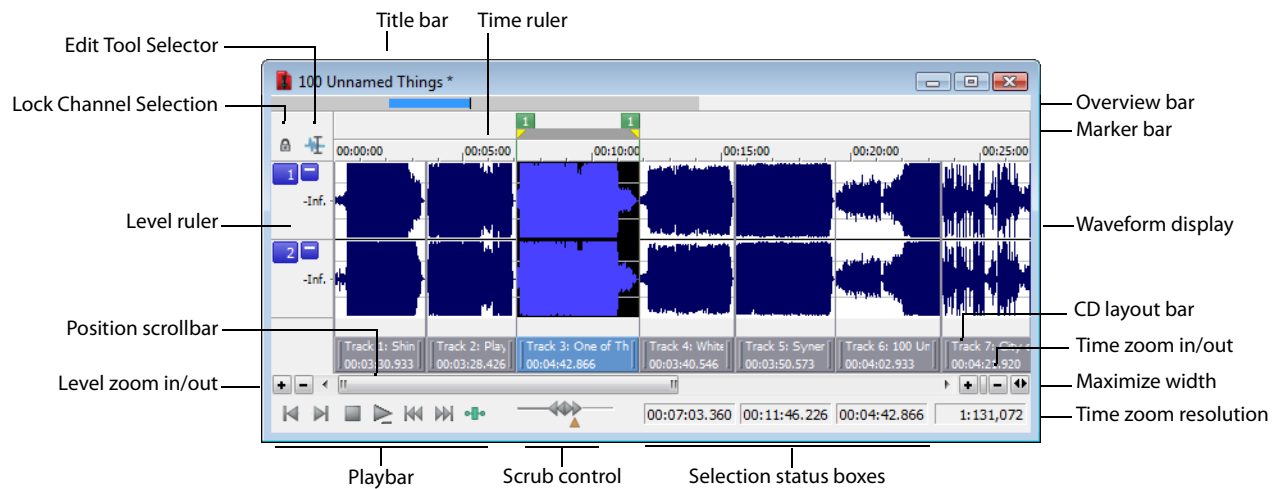 Title bar
Time ruler
Edit Tool Selector
Lock Channel Selection
100 Unnamed Things *
Overview bar
Marker bar
1 1
00:00:00 00:05:00 00:10:00 00:15:00 00:20:00 00:25:00
1
-Inf.
Level ruler
Waveform display
2
-Inf.
CD layout bar
Position scrollbar
Track 1: Shin Track 2: Play Track 3: One of Th Track 4: White Track 5: Syner Track 6: 100 Un Track 7: City
00:03:30.933 00:03:28.426 00:04:42.866 00:03:40.546 00:03:50.573 00:04:02.933
Time zoom in/out
Level zoom in/out
Maximize width
00:07:03.360 00:11:46.226 00:04:42.866 1:131,072
Time zoom resolution
Playbar
Scrub control
Selection status boxes